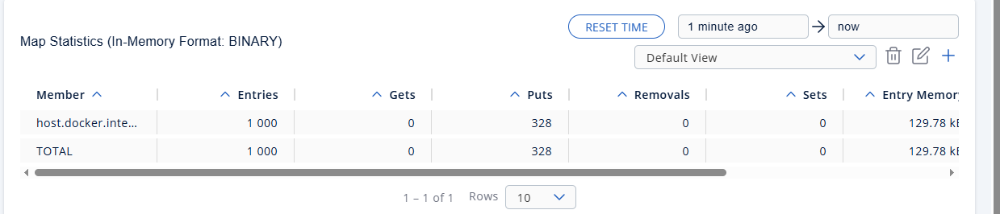 Map Statistics (In-Memory Format: BINARY)
RESET TIME 1 minute ago now
Default View
Member Entries Gets Puts Removals Sets Entry Memory
host.docker.inte... 1 000 0 328 0 0 129.78 kB
TOTAL 1 000 0 328 0 0 129.78 kB
1 – 1 of 1 Rows 10